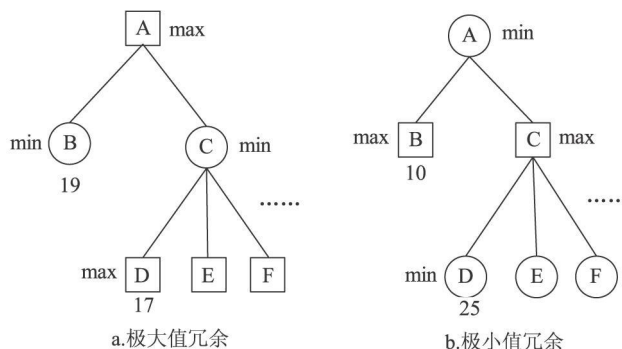 A max
A min
min B
C min
max B
C max
19
10
......
.....
max D E F
min D E F
17
25
a.极大值冗余
b.极小值冗余